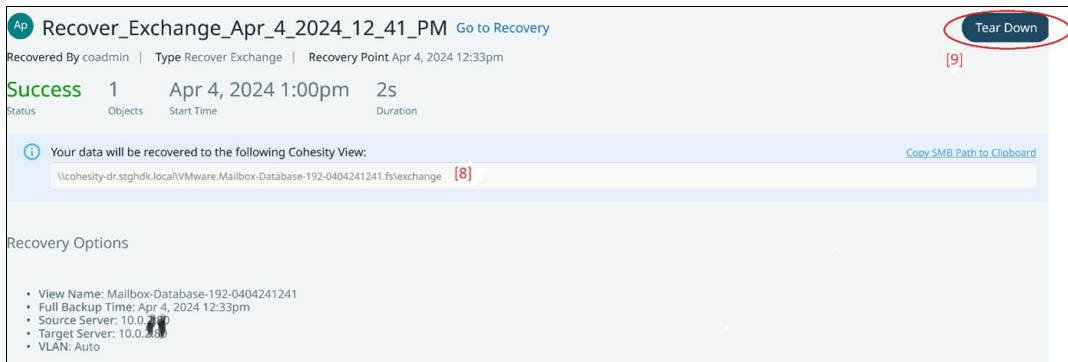 Ap Recover_Exchange_Apr_4_2024_12_41_PM Go to Recovery Tear Down
Recovered By coadmin | Type Recover Exchange | Recovery Point Apr 4, 2024 12:33pm [9]
Success 1 Apr 4, 2024 1:00pm 2s
Status Objects Start Time Duration
Your data will be recovered to the following Cohesity View: Copy SMB Path to Clipboard
\\cohesity-dr.stghdk.local\VMware.Mailbox-Database-192-0404241241.fs\exchange [8]
Recovery Options
• View Name: Mailbox-Database-192-0404241241
• Full Backup Time: Apr 4, 2024 12:33pm
• Source Server:
• Target Server:
• VLAN: Auto